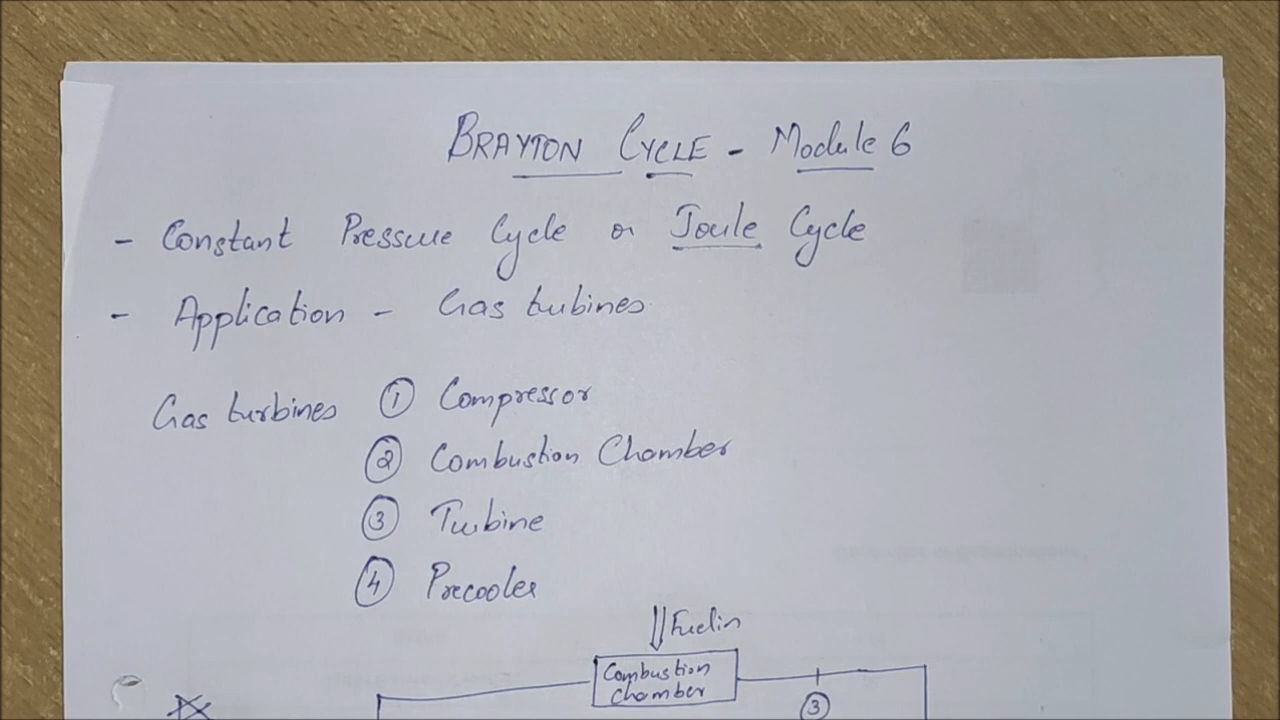 BRAYTON CYCLE - Module 6
- Constant Pressure Cycle or Joule Cycle
- Application - Gas turbines
Gas turbines ① Compressor
② Combustion Chamber
③ Turbine
④ Precooler
Fuel in
Combustion
chamber
③